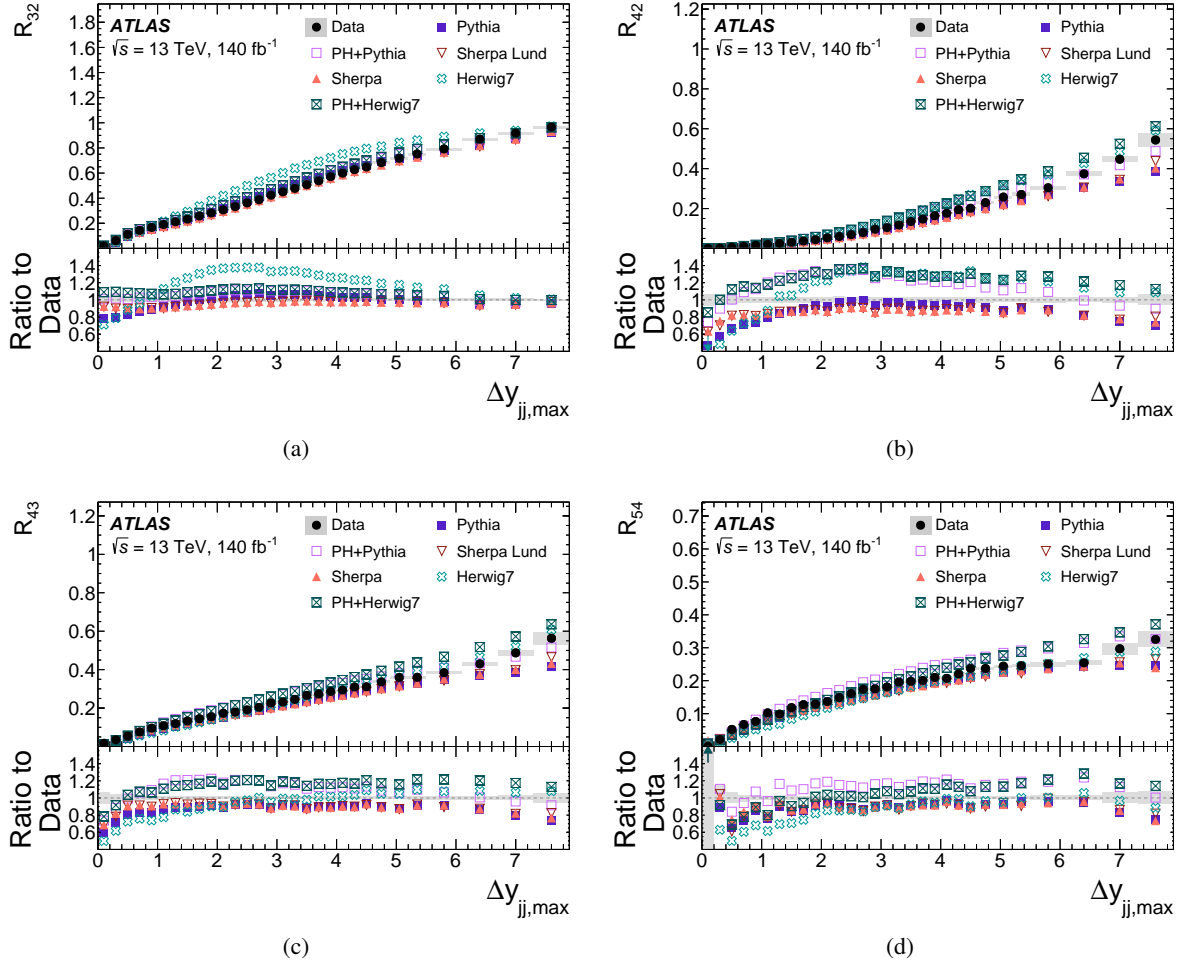 R32
ATLAS
√s = 13 TeV, 140 fb-1
Data
Pythia
PH+Pythia
Sherpa Lund
Sherpa
Herwig7
PH+Herwig7
1.8
1.6
1.4
1.2
1
0.8
0.6
0.4
0.2
Ratio to Data
1.4
1.2
1
0.8
0.6
0 1 2 3 4 5 6 7
Δyjj,max
(a)
R42
ATLAS
√s = 13 TeV, 140 fb-1
Data
Pythia
PH+Pythia
Sherpa Lund
Sherpa
Herwig7
PH+Herwig7
1.2
1
0.8
0.6
0.4
0.2
Ratio to Data
1.4
1.2
1
0.8
0.6
0 1 2 3 4 5 6 7
Δyjj,max
(b)
R43
ATLAS
√s = 13 TeV, 140 fb-1
Data
Pythia
PH+Pythia
Sherpa Lund
Sherpa
Herwig7
PH+Herwig7
1.2
1
0.8
0.6
0.4
0.2
Ratio to Data
1.4
1.2
1
0.8
0.6
0 1 2 3 4 5 6 7
Δyjj,max
(c)
R54
ATLAS
√s = 13 TeV, 140 fb-1
Data
Pythia
PH+Pythia
Sherpa Lund
Sherpa
Herwig7
PH+Herwig7
0.7
0.6
0.5
0.4
0.3
0.2
0.1
Ratio to Data
1.4
1.2
1
0.8
0.6
0 1 2 3 4 5 6 7
Δyjj,max
(d)